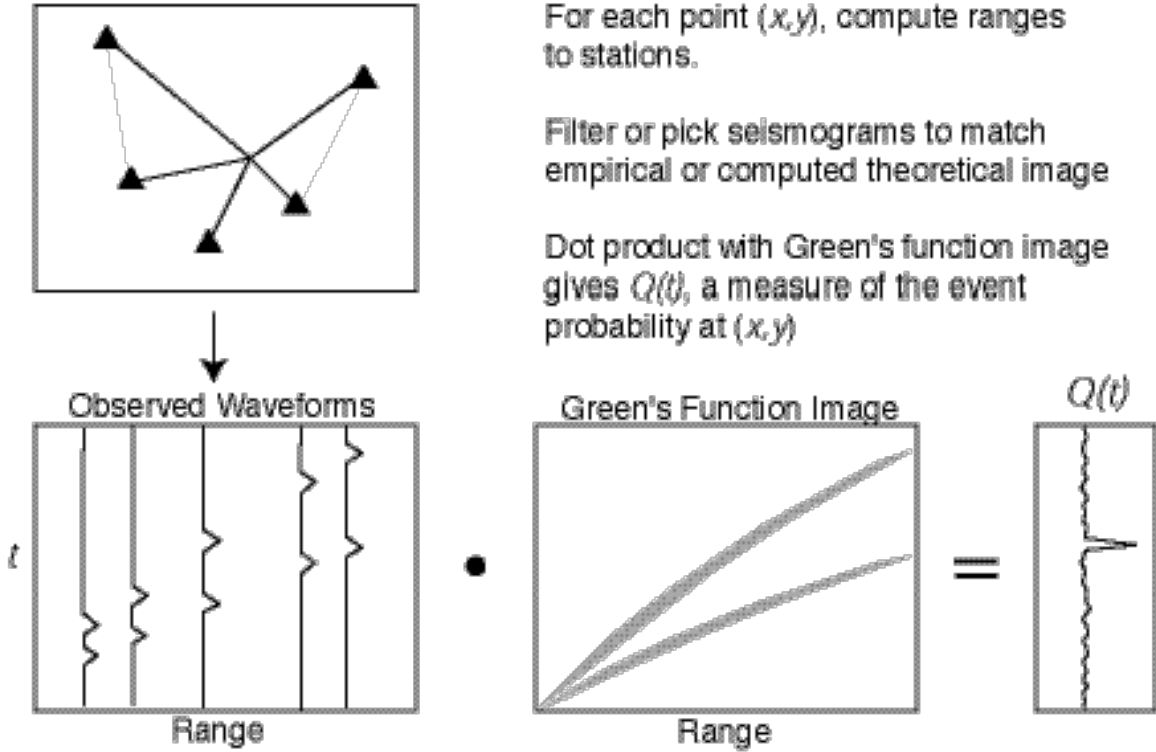 For each point (x,y), compute ranges
to stations.
Filter or pick seismograms to match
empirical or computed theoretical image
Dot product with Green's function image
gives Q(t), a measure of the event
probability at (x,y)
Observed Waveforms
Green's Function Image
Q(t)
t
=
Range
Range